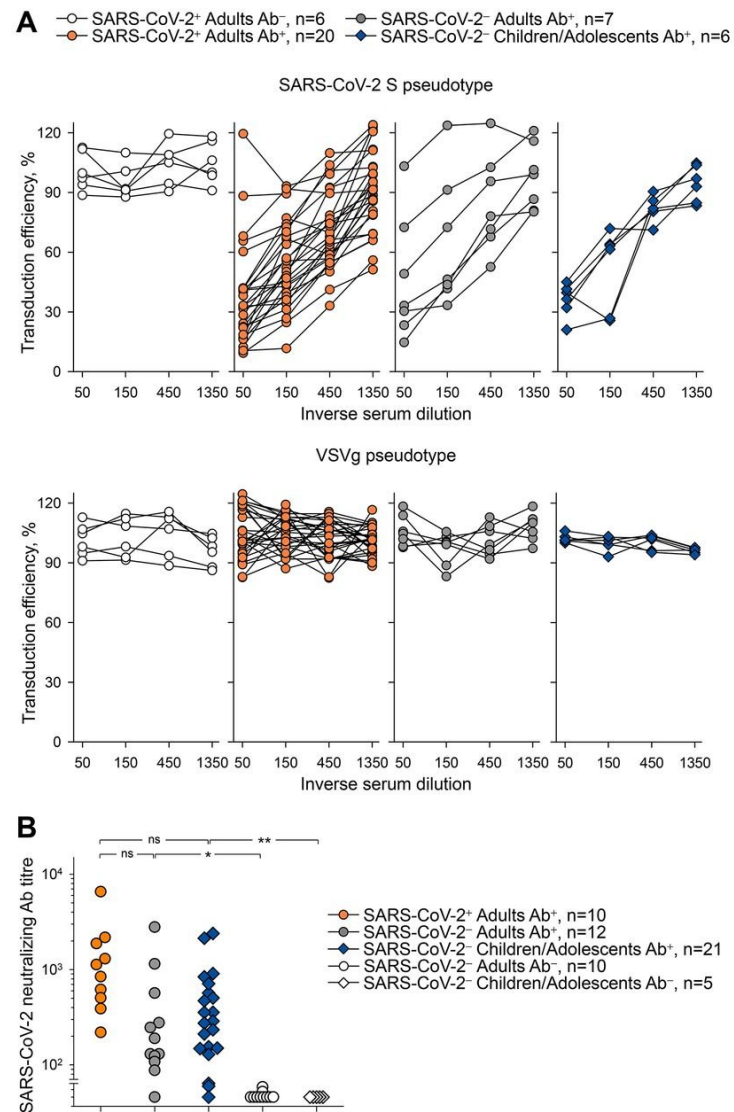 A
SARS-CoV-2⁺ Adults Ab⁻, n=6
SARS-CoV-2⁻ Adults Ab⁺, n=7
SARS-CoV-2⁺ Adults Ab⁺, n=20
SARS-CoV-2⁻ Children/Adolescents Ab⁺, n=6
SARS-CoV-2 S pseudotype
Transduction efficiency, %
120
90
60
30
0
50 150 450 1350 50 150 450 1350 50 150 450 1350 50 150 450 1350
Inverse serum dilution
VSVg pseudotype
Transduction efficiency, %
120
90
60
30
0
50 150 450 1350 50 150 450 1350 50 150 450 1350 50 150 450 1350
Inverse serum dilution
B
ns **
ns *
SARS-CoV-2 neutralizing Ab titre
10⁴
10³
10²
SARS-CoV-2⁺ Adults Ab⁺, n=10
SARS-CoV-2⁻ Adults Ab⁺, n=12
SARS-CoV-2⁻ Children/Adolescents Ab⁺, n=21
SARS-CoV-2⁻ Adults Ab⁻, n=10
SARS-CoV-2⁻ Children/Adolescents Ab⁻, n=5